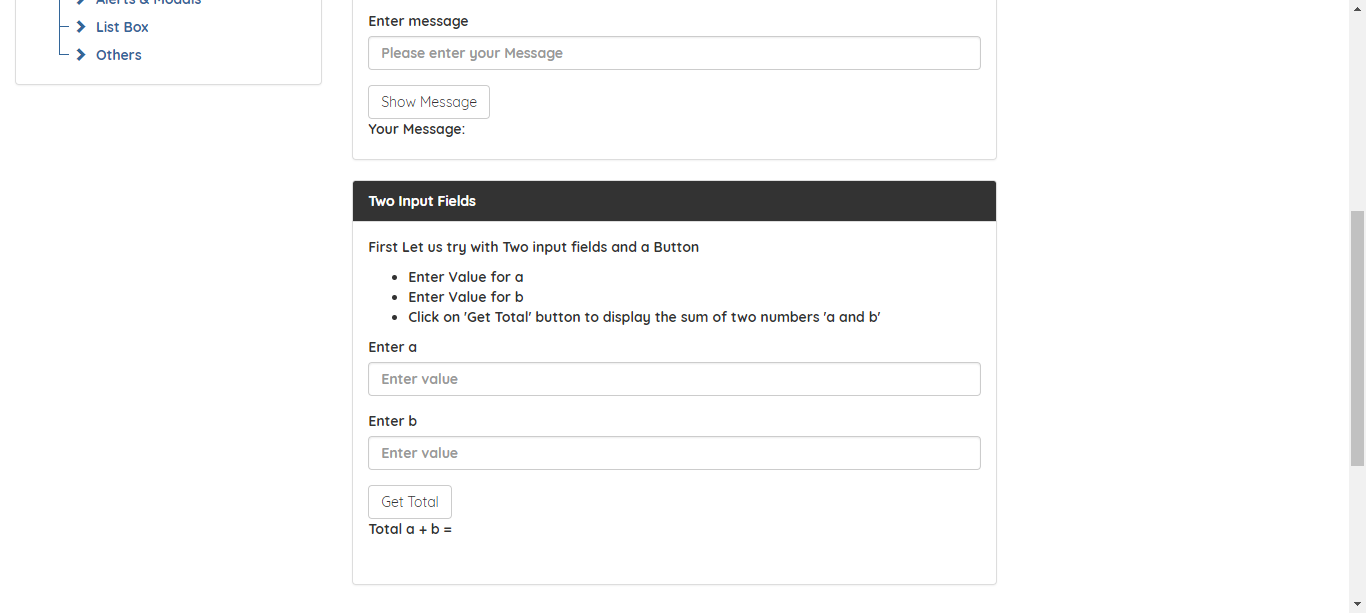 Alerts & Modals
List Box
Others
Enter message
Please enter your Message
Show Message
Your Message:
Two Input Fields
First Let us try with Two input fields and a Button
Enter Value for a
Enter Value for b
Click on 'Get Total' button to display the sum of two numbers 'a and b'
Enter a
Enter value
Enter b
Enter value
Get Total
Total a + b =